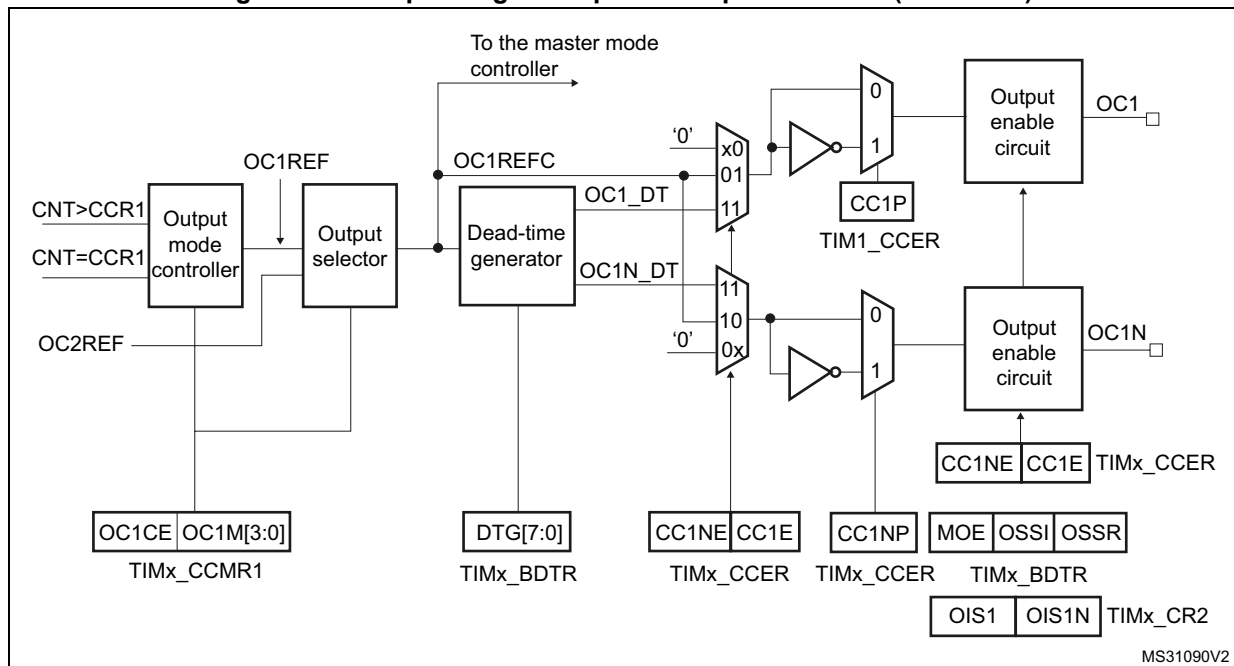 To the master mode
controller
OC1REF
OC1REFC
CNT>CCR1
CNT=CCR1
Output
mode
controller
Output
selector
OC2REF
Dead-time
generator
OC1_DT
OC1N_DT
‘0’
x0
01
11
11
10
‘0’
0x
0
1
CC1P
TIM1_CCER
0
1
Output
enable
circuit
OC1
Output
enable
circuit
OC1N
CC1NE CC1E TIMx_CCER
OC1CE OC1M[3:0]
TIMx_CCMR1
DTG[7:0]
TIMx_BDTR
CC1NE CC1E
TIMx_CCER
CC1NP
TIMx_CCER
MOE OSSI OSSR
TIMx_BDTR
OIS1 OIS1N TIMx_CR2
MS31090V2